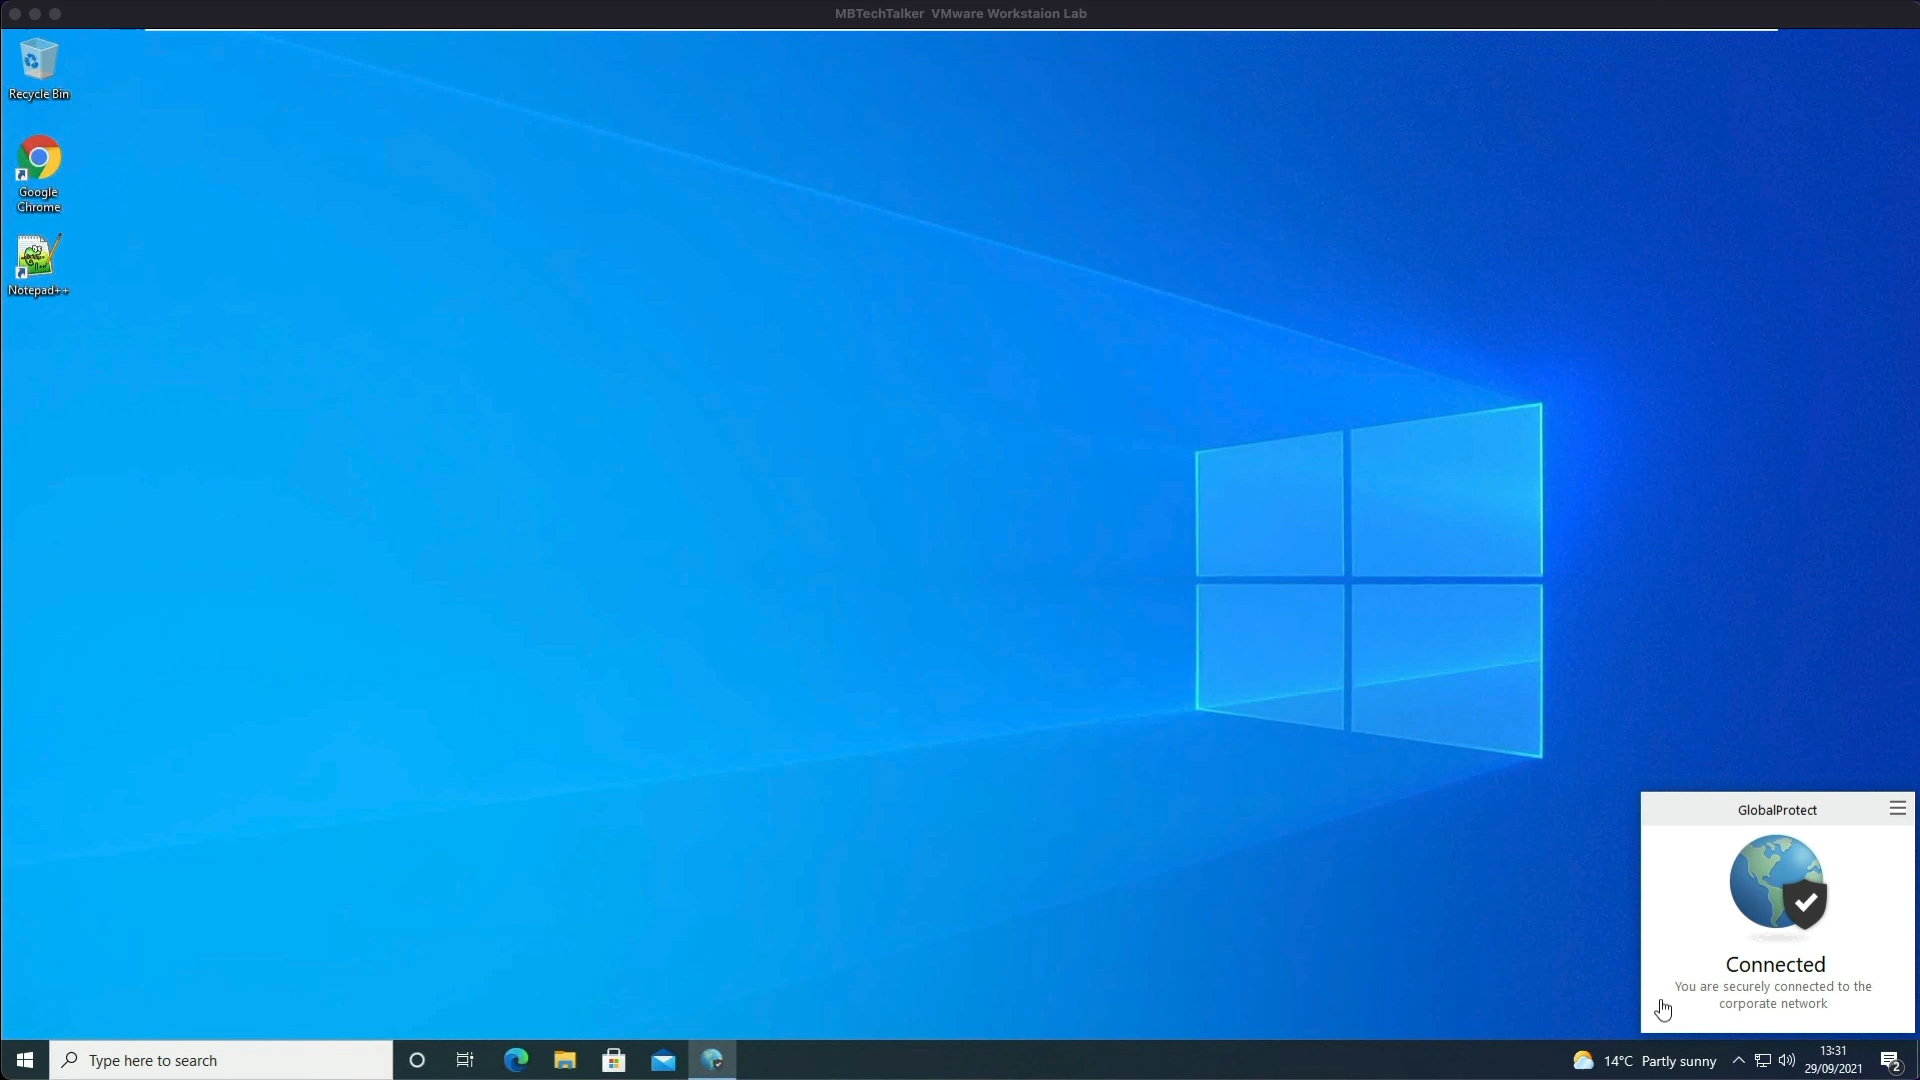 MBTechTalker VMware Workstaion Lab
Recycle Bin
Google
Chrome
Notepad++
GlobalProtect
Connected
You are securely connected to the
corporate network
Type here to search
14°C Partly sunny
13:31
29/09/2021
2